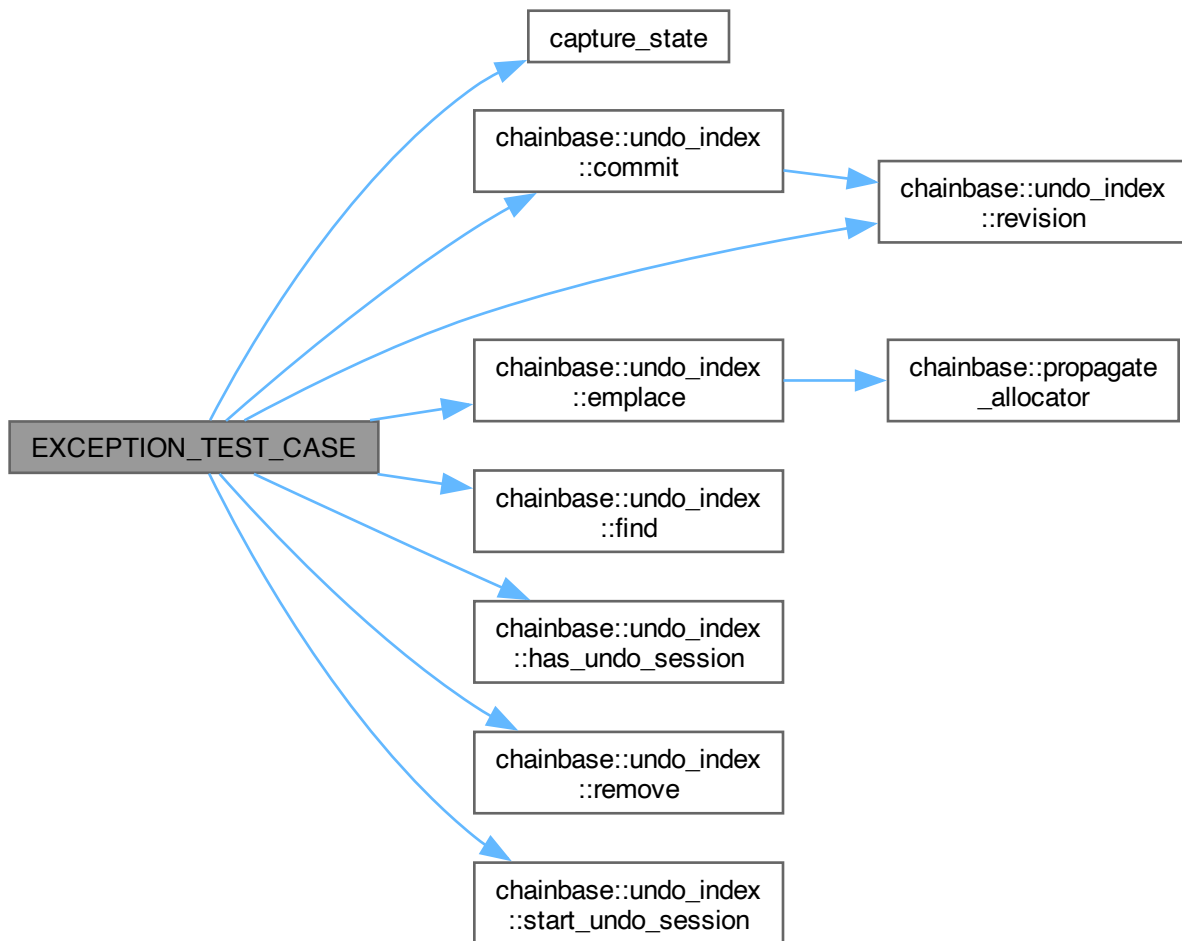 capture_state
chainbase::undo_index
::commit
chainbase::undo_index
::revision
chainbase::undo_index
::emplace
chainbase::propagate
_allocator
EXCEPTION_TEST_CASE
chainbase::undo_index
::find
chainbase::undo_index
::has_undo_session
chainbase::undo_index
::remove
chainbase::undo_index
::start_undo_session